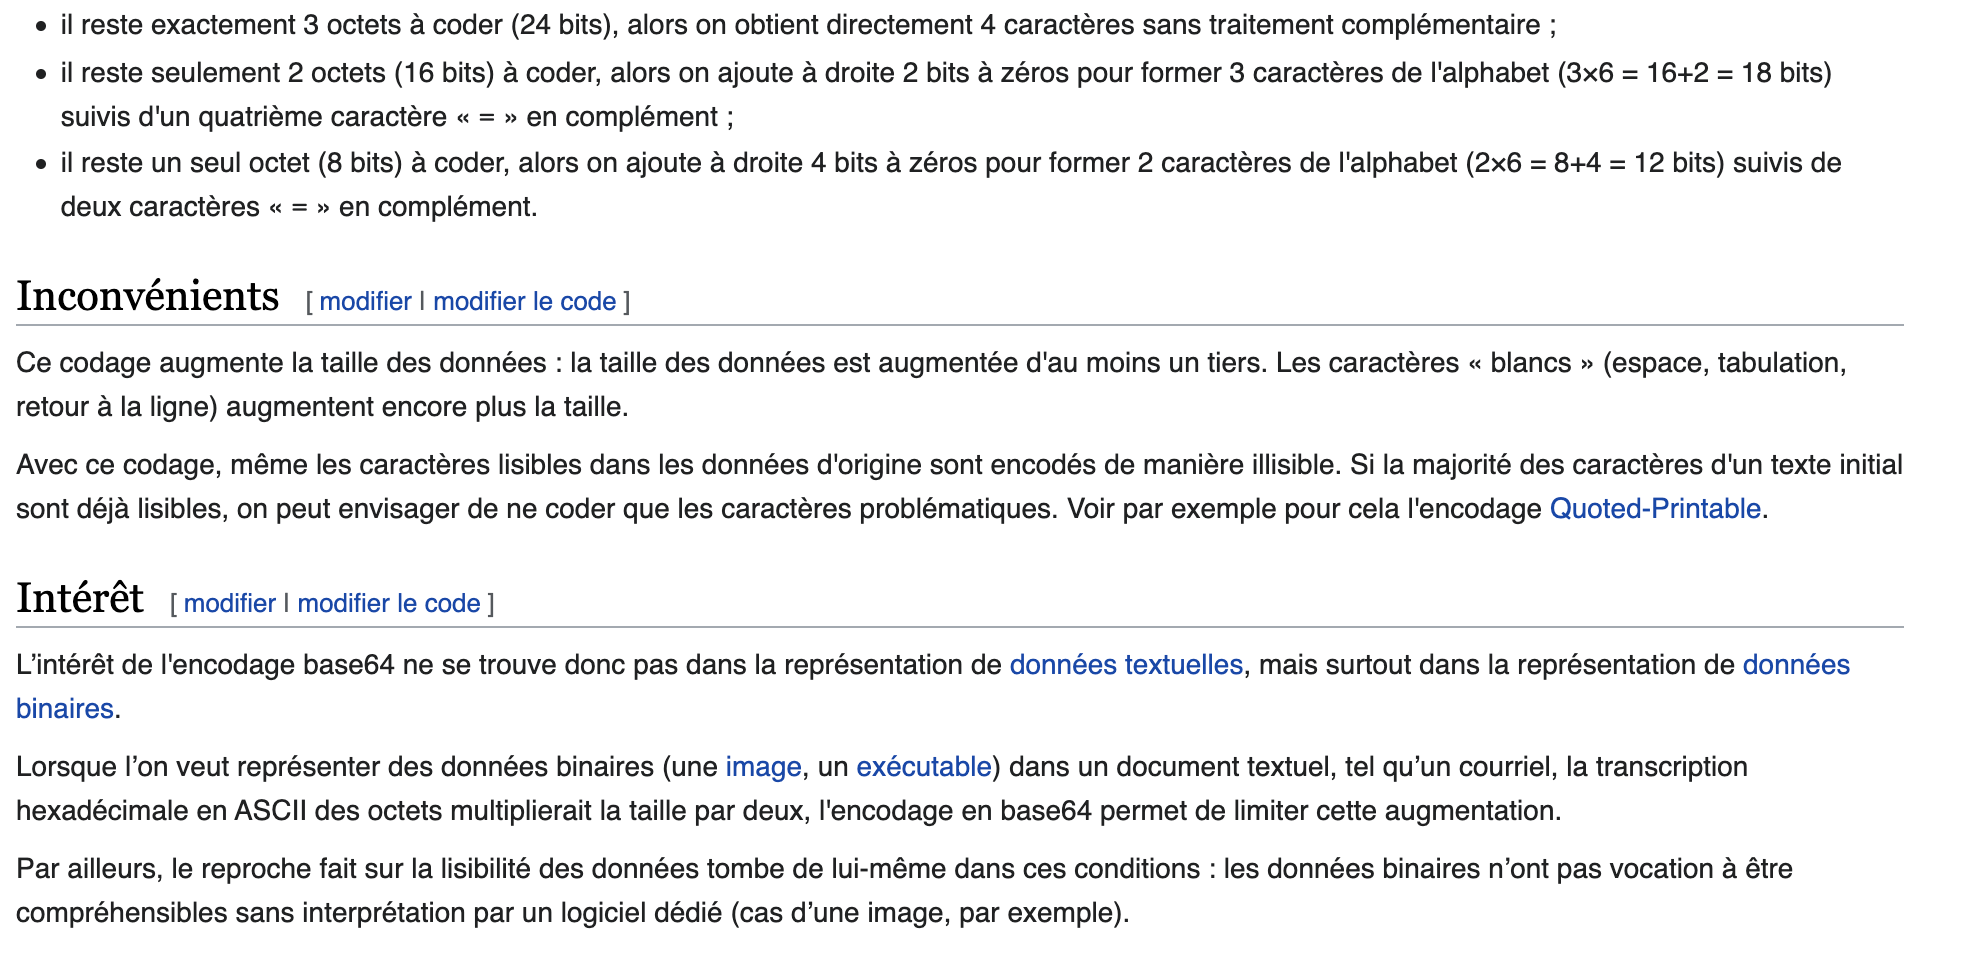 • il reste exactement 3 octets à coder (24 bits), alors on obtient directement 4 caractères sans traitement complémentaire ;
• il reste seulement 2 octets (16 bits) à coder, alors on ajoute à droite 2 bits à zéros pour former 3 caractères de l'alphabet (3×6 = 16+2 = 18 bits)
suivis d'un quatrième caractère « = » en complément ;
• il reste un seul octet (8 bits) à coder, alors on ajoute à droite 4 bits à zéros pour former 2 caractères de l'alphabet (2×6 = 8+4 = 12 bits) suivis de
deux caractères « = » en complément.
Inconvénients [ modifier | modifier le code ]
Ce codage augmente la taille des données : la taille des données est augmentée d'au moins un tiers. Les caractères « blancs » (espace, tabulation,
retour à la ligne) augmentent encore plus la taille.
Avec ce codage, même les caractères lisibles dans les données d'origine sont encodés de manière illisible. Si la majorité des caractères d'un texte initial
sont déjà lisibles, on peut envisager de ne coder que les caractères problématiques. Voir par exemple pour cela l'encodage Quoted-Printable.
Intérêt [ modifier | modifier le code ]
L’intérêt de l'encodage base64 ne se trouve donc pas dans la représentation de données textuelles, mais surtout dans la représentation de données
binaires.
Lorsque l’on veut représenter des données binaires (une image, un exécutable) dans un document textuel, tel qu’un courriel, la transcription
hexadécimale en ASCII des octets multiplierait la taille par deux, l'encodage en base64 permet de limiter cette augmentation.
Par ailleurs, le reproche fait sur la lisibilité des données tombe de lui-même dans ces conditions : les données binaires n’ont pas vocation à être
compréhensibles sans interprétation par un logiciel dédié (cas d’une image, par exemple).